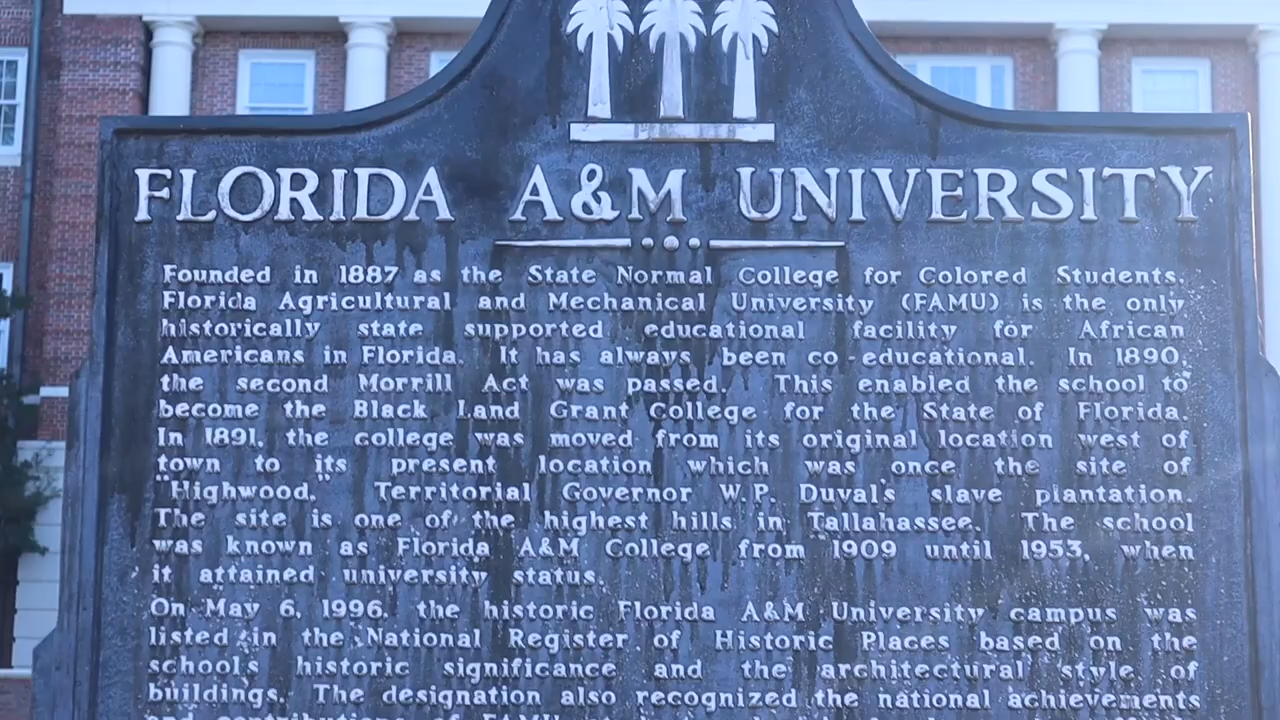 FLORIDA A&M UNIVERSITY
Founded in 1887 as the State Normal College for Colored Students,
Florida Agricultural and Mechanical University (FAMU) is the only
historically state supported educational facility for African
Americans in Florida. It has always been co-educational. In 1890,
the second Morrill Act was passed. This enabled the school to
become the Black Land Grant College for the State of Florida.
In 1891, the college was moved from its original location west of
town to its present location which was once the site of
"Highwood," Territorial Governor W.P. Duval's slave plantation.
The site is one of the highest hills in Tallahassee. The school
was known as Florida A&M College from 1909 until 1953, when
it attained university status.
On May 6, 1996, the historic Florida A&M University campus was
listed in the National Register of Historic Places based on the
school's historic significance and the architectural style of
buildings. The designation also recognized the national achievements
and contributions of FAMU